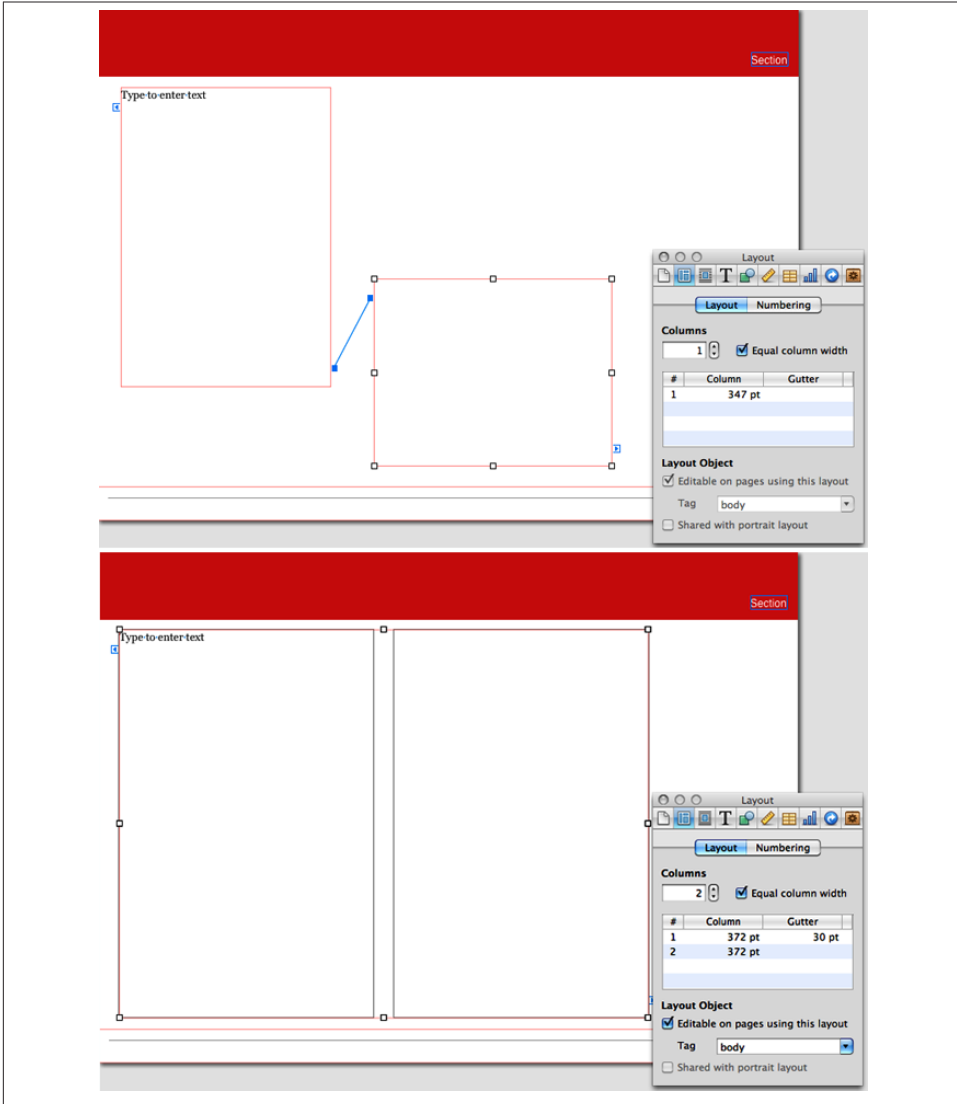 Section
Type·to·enter·text
Layout
Layout Numbering
Columns
1 Equal column width
# Column Gutter
1 347 pt
Layout Object
Editable on pages using this layout
Tag body
Shared with portrait layout
Section
Type·to·enter·text
Layout
Layout Numbering
Columns
2 Equal column width
# Column Gutter
1 372 pt 30 pt
2 372 pt
Layout Object
Editable on pages using this layout
Tag body
Shared with portrait layout